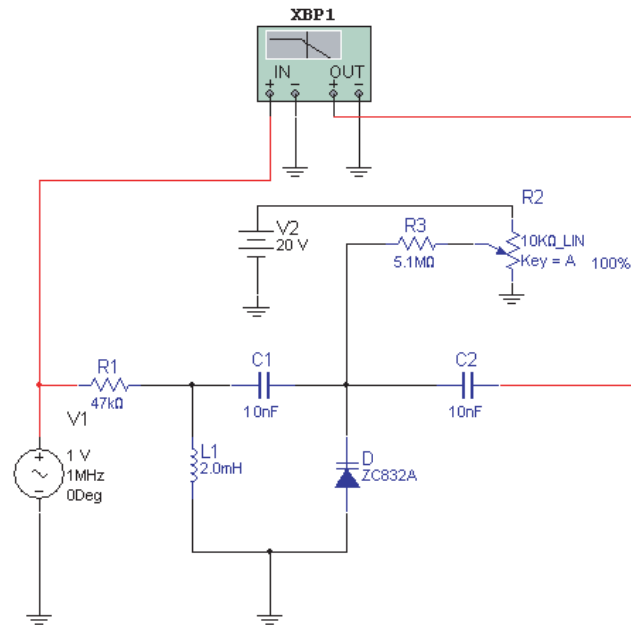 XBP1
IN OUT
+ − + −
R2
V2
20 V
R3
5.1MΩ
10KΩ_LIN
Key = A 100%
R1
47kΩ
C1
10nF
C2
10nF
V1
1 V
1MHz
0Deg
L1
2.0mH
D
ZC832A